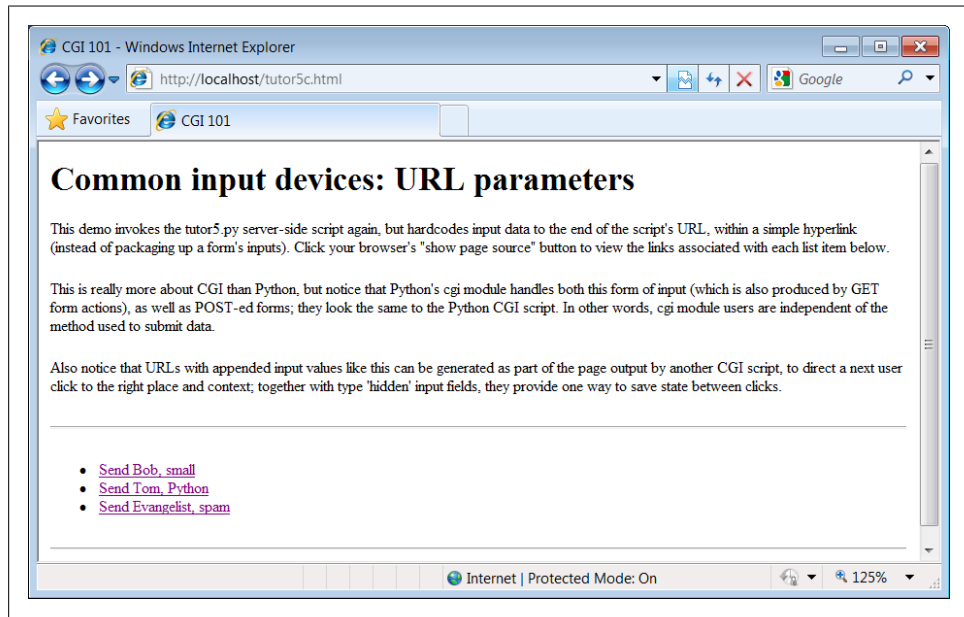 CGI 101 - Windows Internet Explorer
http://localhost/tutor5c.html
Google
Favorites
CGI 101
Common input devices: URL parameters
This demo invokes the tutor5.py server-side script again, but hardcodes input data to the end of the script's URL, within a simple hyperlink
(instead of packaging up a form's inputs). Click your browser's "show page source" button to view the links associated with each list item below.
This is really more about CGI than Python, but notice that Python's cgi module handles both this form of input (which is also produced by GET
form actions), as well as POST-ed forms; they look the same to the Python CGI script. In other words, cgi module users are independent of the
method used to submit data.
Also notice that URLs with appended input values like this can be generated as part of the page output by another CGI script, to direct a next user
click to the right place and context; together with type 'hidden' input fields, they provide one way to save state between clicks.
Send Bob, small
Send Tom, Python
Send Evangelist, spam
Internet | Protected Mode: On
125%